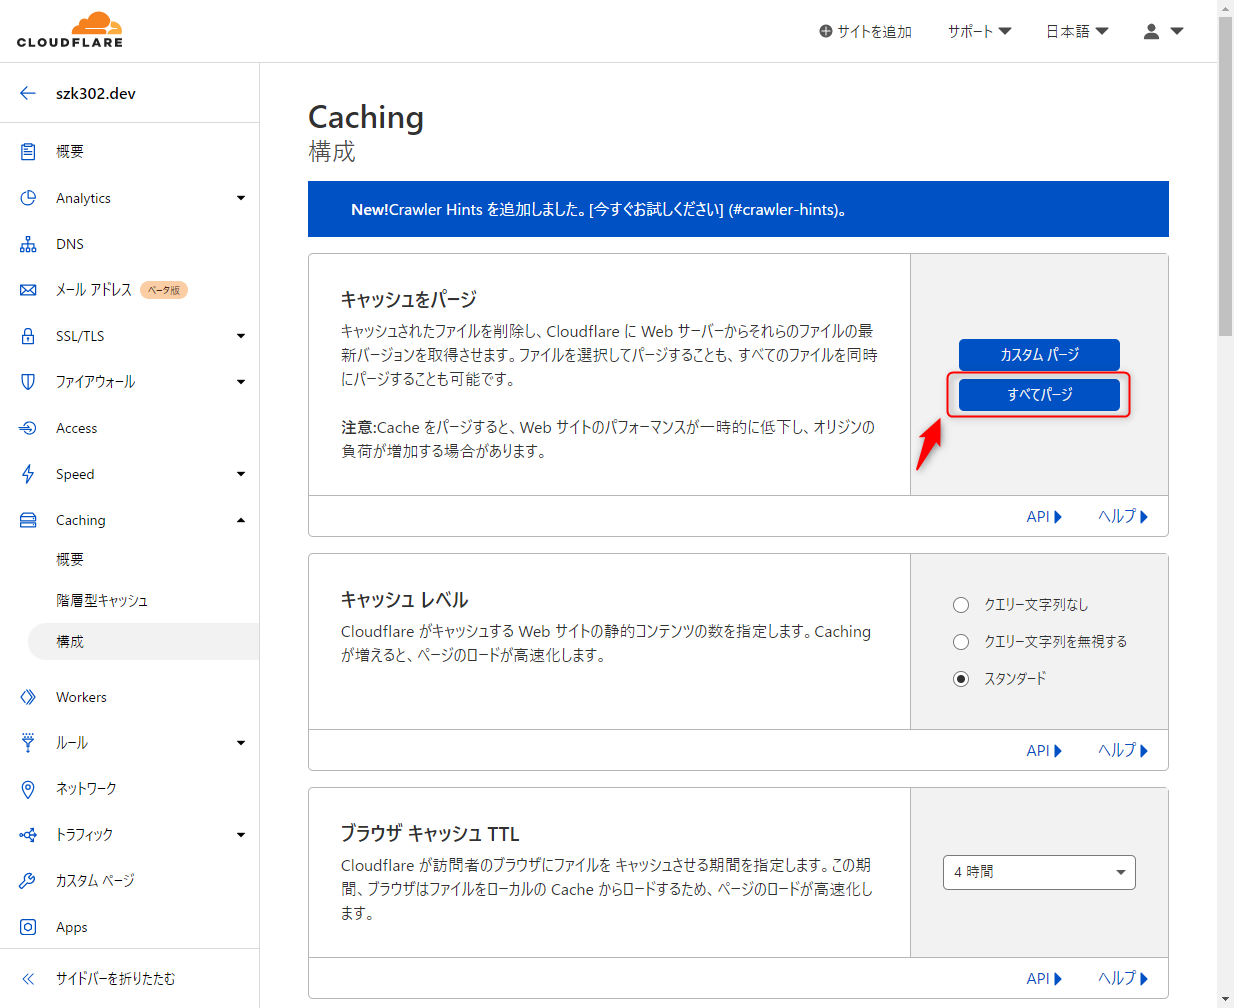 CLOUDFLARE
サイトを追加
サポート
日本語
szk302.dev
概要
Analytics
DNS
メール アドレス ベータ版
SSL/TLS
ファイアウォール
Access
Speed
Caching
概要
階層型キャッシュ
構成
Workers
ルール
ネットワーク
トラフィック
カスタム ページ
Apps
サイドバーを折りたたむ
Caching
構成
New!Crawler Hints を追加しました。[今すぐお試しください] (#crawler-hints)。
キャッシュをパージ
キャッシュされたファイルを削除し、Cloudflare に Web サーバーからそれらのファイルの最
新バージョンを取得させます。ファイルを選択してパージすることも、すべてのファイルを同時
にパージすることも可能です。
注意:Cache をパージすると、Web サイトのパフォーマンスが一時的に低下し、オリジンの
負荷が増加する場合があります。
カスタム パージ
すべてパージ
API
ヘルプ
キャッシュ レベル
Cloudflare がキャッシュする Web サイトの静的コンテンツの数を指定します。Caching
が増えると、ページのロードが高速化します。
クエリー文字列なし
クエリー文字列を無視する
スタンダード
API
ヘルプ
ブラウザ キャッシュ TTL
Cloudflare が訪問者のブラウザにファイルを キャッシュさせる期間を指定します。この期
間、ブラウザはファイルをローカルの Cache からロードするため、ページのロードが高速化し
ます。
4 時間
API
ヘルプ